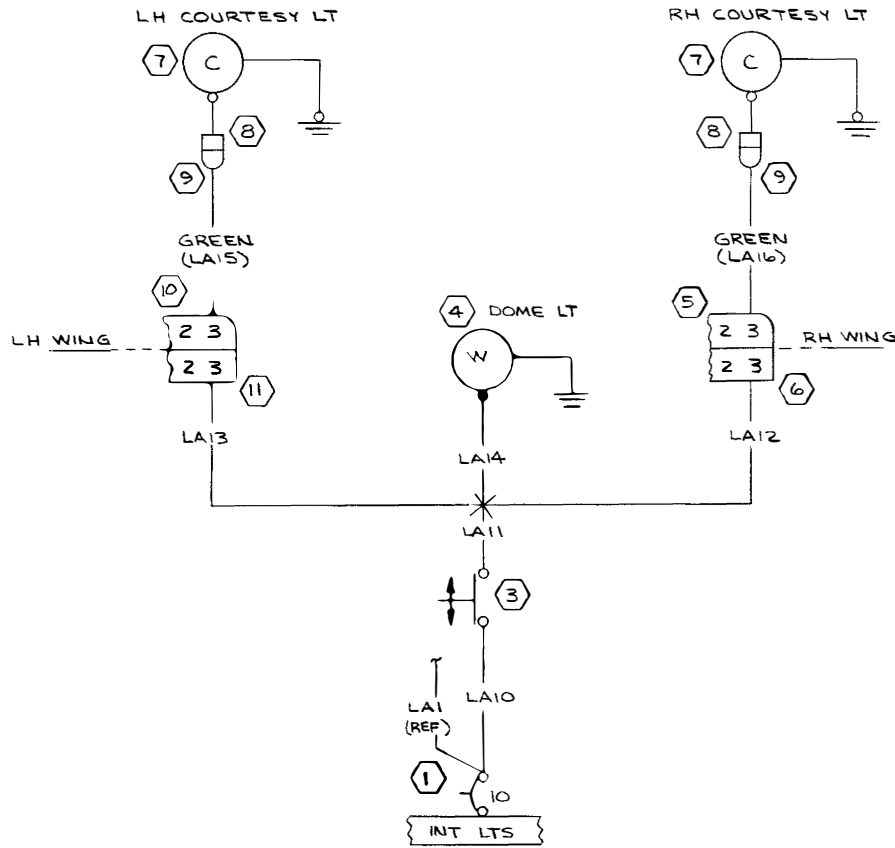 LH COURTESY LT
RH COURTESY LT
7
C
7
C
8
8
9
9
GREEN
(LA15)
GREEN
(LA16)
10
4
DOME LT
5
2 3
2 3
LH WING
W
RH WING
2 3
2 3
11
6
LA13
LA12
LA14
LA11
3
LA1
(REF)
LA10
1
10
INT LTS